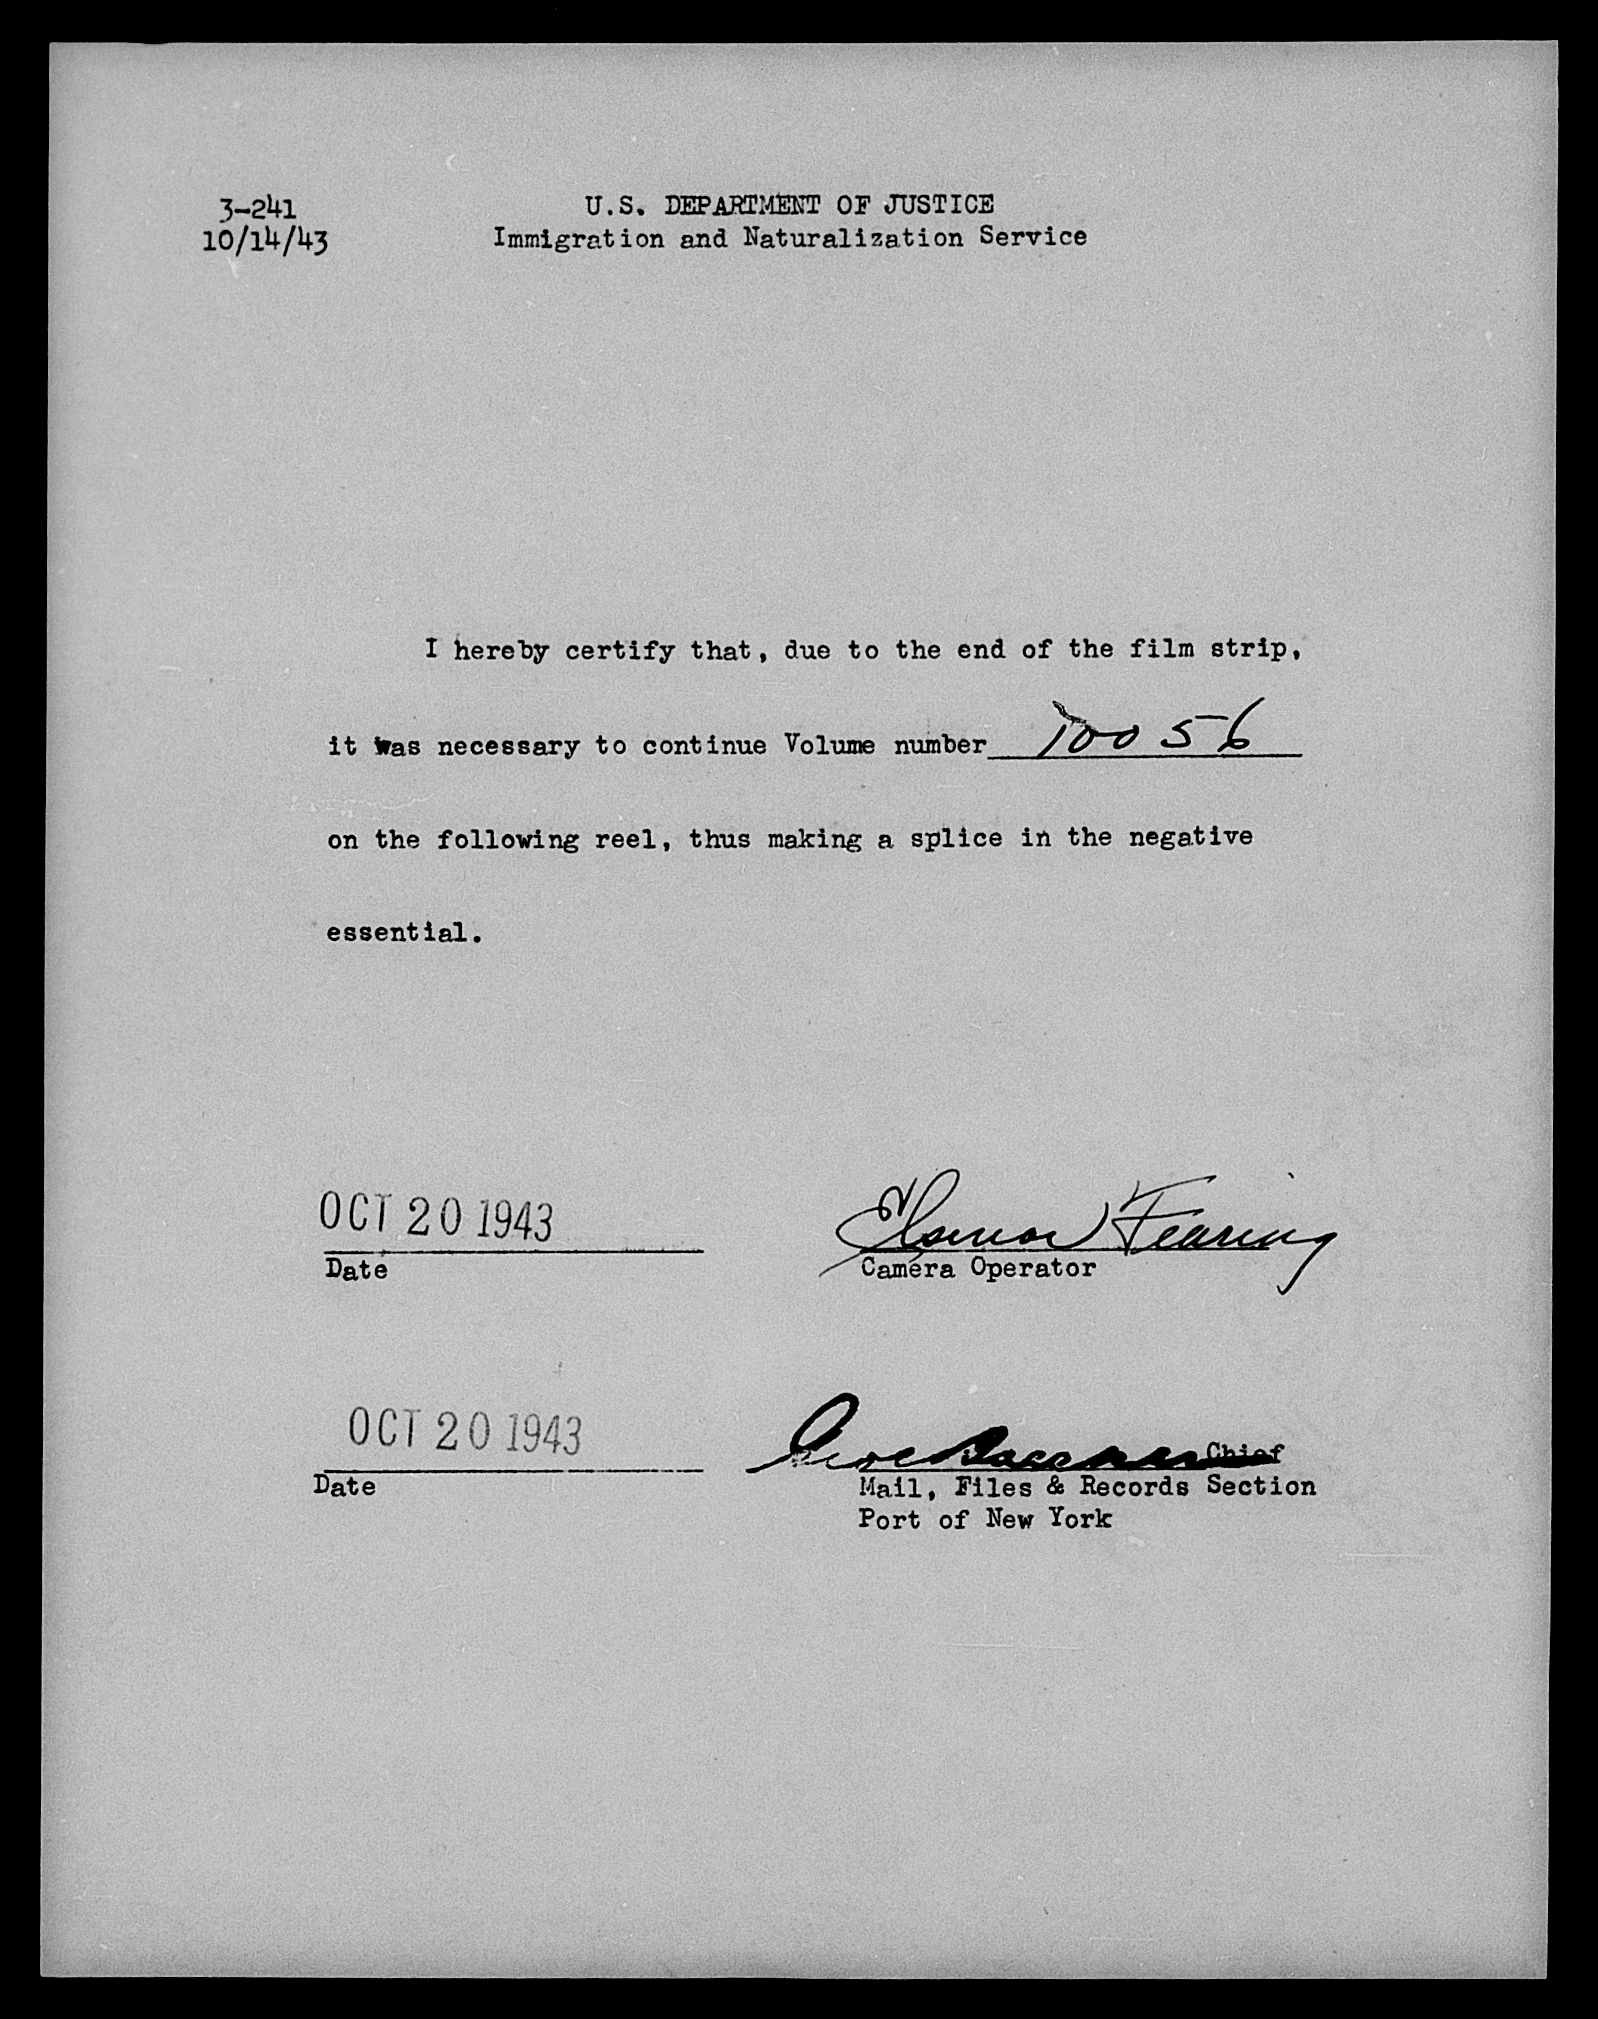 3-241
10/14/43
U.S. DEPARTMENT OF JUSTICE
Immigration and Naturalization Service
I hereby certify that, due to the end of the film strip,
it was necessary to continue Volume number 10056
on the following reel, thus making a splice in the negative
essential.
OCT 20 1943
Date
Eleanor Fearing
Camera Operator
OCT 20 1943
Date
Chief
Mail, Files & Records Section
Port of New York